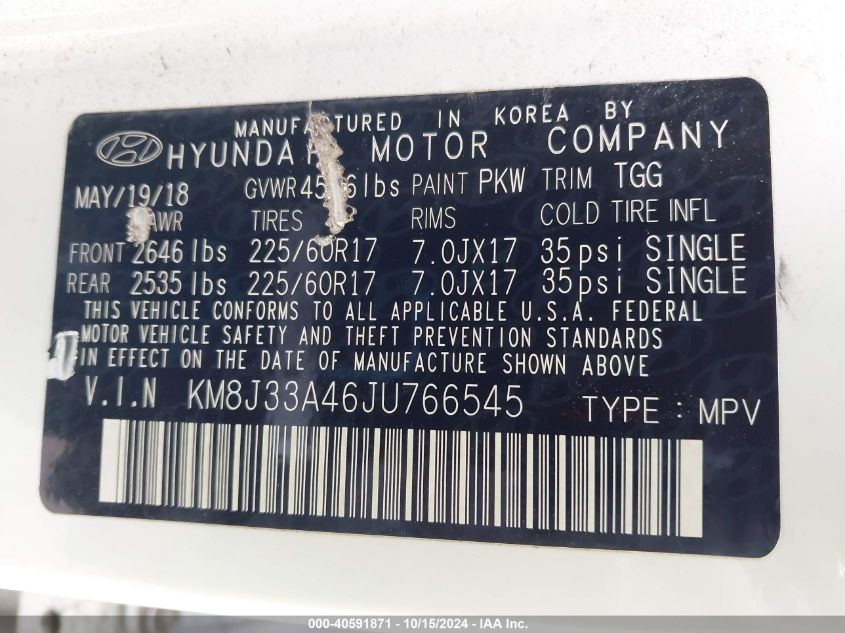 MANUFACTURED IN KOREA BY
HYUNDAI MOTOR COMPANY
MAY/19/18 GVWR lbs PAINT PKW TRIM TGG
TIRES RIMS COLD TIRE INFL
FRONT 2646 lbs 225/60R17 7.0JX17 35psi SINGLE
REAR 2535 lbs 225/60R17 7.0JX17 35psi SINGLE
THIS VEHICLE CONFORMS TO ALL APPLICABLE U.S.A. FEDERAL
MOTOR VEHICLE SAFETY AND THEFT PREVENTION STANDARDS
IN EFFECT ON THE DATE OF MANUFACTURE SHOWN ABOVE
V.I.N KM8J33A46JU766545 TYPE : MPV
000-40591871 - 10/15/2024 - IAA Inc.